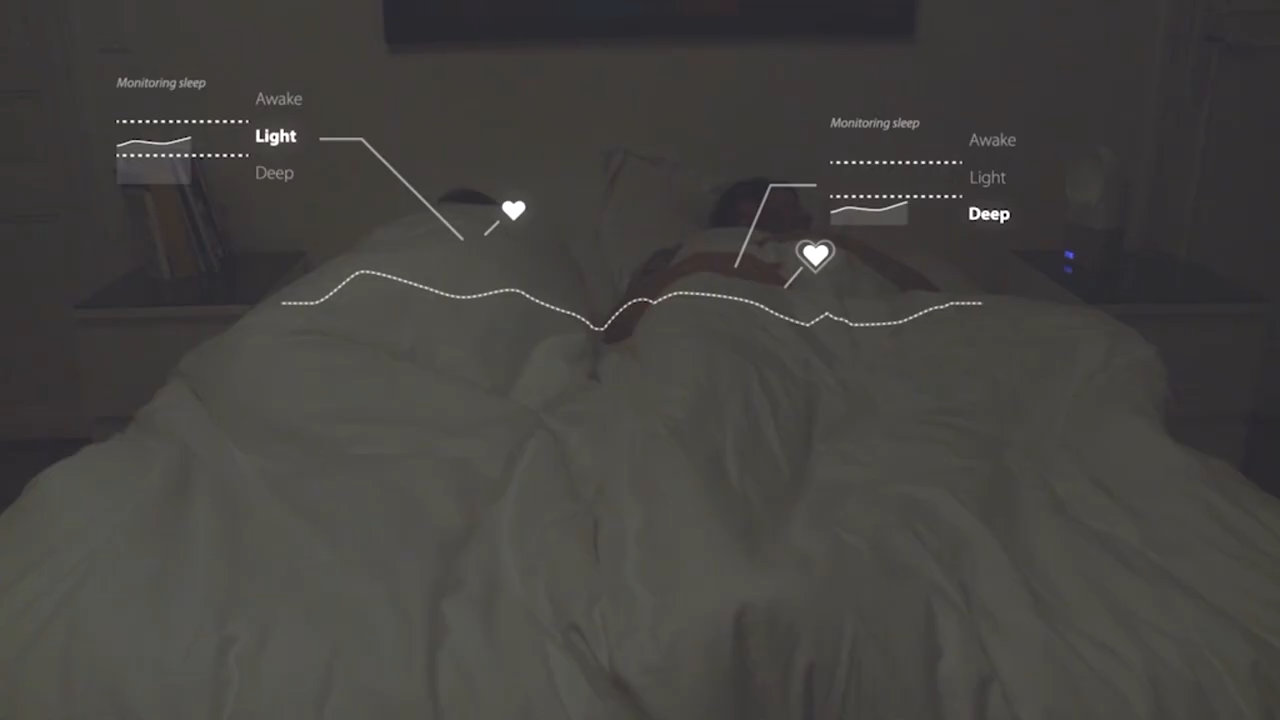 Monitoring sleep
Awake
Light
Deep
Monitoring sleep
Awake
Light
Deep